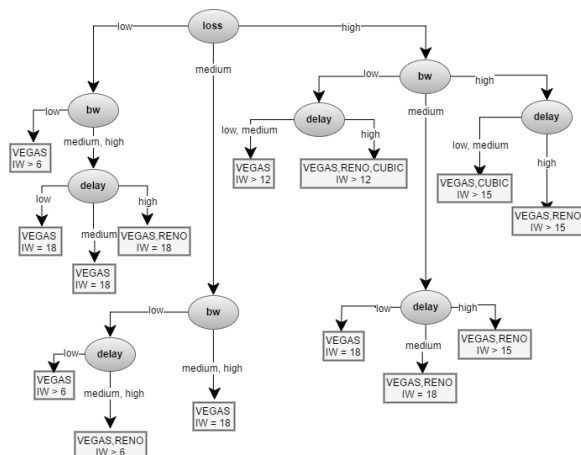 loss
low
high
medium
bw
low
medium, high
VEGAS
IW > 6
delay
low
medium
high
VEGAS
IW = 18
VEGAS
IW = 18
VEGAS,RENO
IW = 18
bw
low
medium, high
delay
low
medium, high
VEGAS
IW > 6
VEGAS,RENO
IW > 6
VEGAS
IW = 18
bw
low
medium
high
delay
low, medium
high
VEGAS
IW > 12
VEGAS,RENO,CUBIC
IW > 12
delay
low, medium
high
VEGAS,CUBIC
IW > 15
VEGAS,RENO
IW > 15
delay
low
medium
high
VEGAS
IW = 18
VEGAS,RENO
IW = 18
VEGAS,RENO
IW > 15